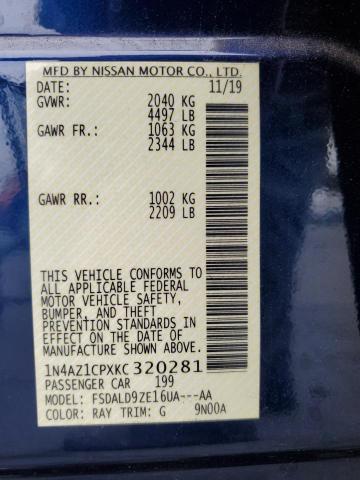 MFD BY NISSAN MOTOR CO., LTD.
DATE: 11/19
GVWR: 2040 KG
4497 LB
GAWR FR.: 1063 KG
2344 LB
GAWR RR.: 1002 KG
2209 LB
THIS VEHICLE CONFORMS TO
ALL APPLICABLE FEDERAL
MOTOR VEHICLE SAFETY,
BUMPER, AND THEFT
PREVENTION STANDARDS IN
EFFECT ON THE DATE OF
MANUFACTURE SHOWN ABOVE.
1N4AZ1CPXKC 320281
PASSENGER CAR 199
MODEL: FSDALD9ZE16UA---AA
COLOR: RAY TRIM: G 9N00A